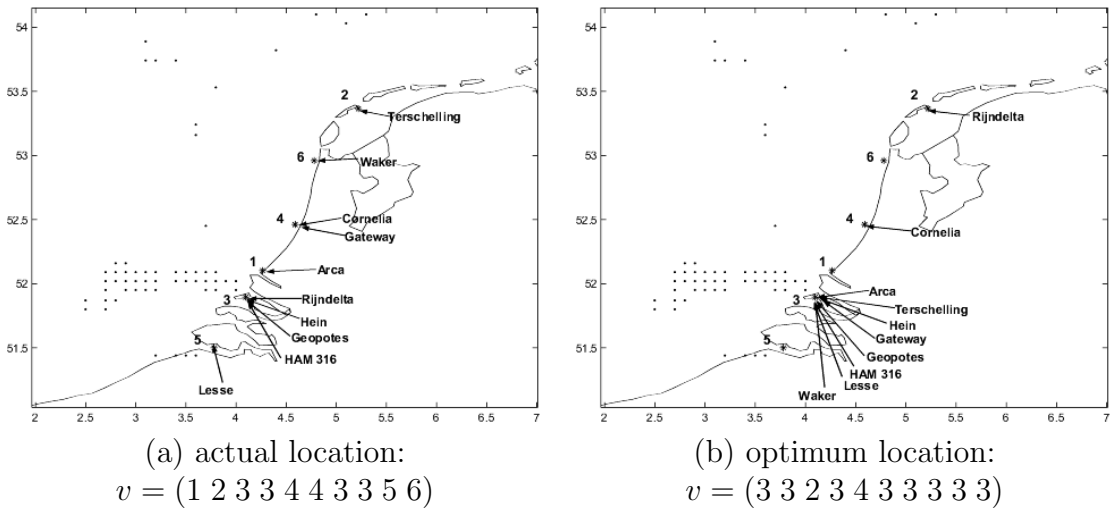 54
53.5
53
52.5
52
51.5
2
2.5
3
3.5
4
4.5
5
5.5
6
6.5
7
2
Terschelling
6
Waker
4
Cornelia
Gateway
1
Arca
3
Rijndelta
Hein
Geopotes
HAM 316
5
Lesse
(a) actual location:
v = (1 2 3 3 4 4 3 3 5 6)
54
53.5
53
52.5
52
51.5
2
2.5
3
3.5
4
4.5
5
5.5
6
6.5
7
2
Rijndelta
6
4
Cornelia
1
Arca
3
Terschelling
Hein
Gateway
5
Geopotes
HAM 316
Lesse
Waker
(b) optimum location:
v = (3 3 2 3 4 3 3 3 3 3)